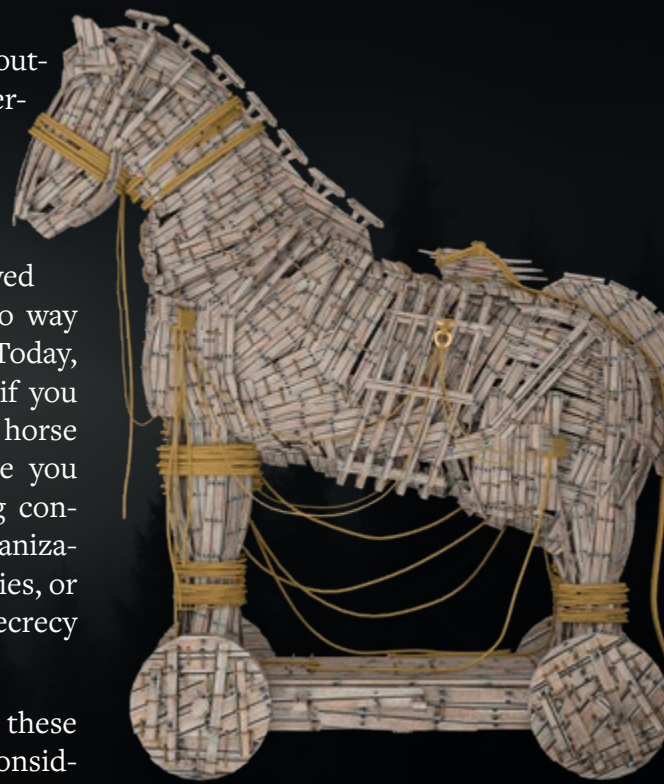 out-
er-
ved
o way
Today,
if you
horse
e you
g con-
aniza-
ies, or
ecrecy
these
onsid-